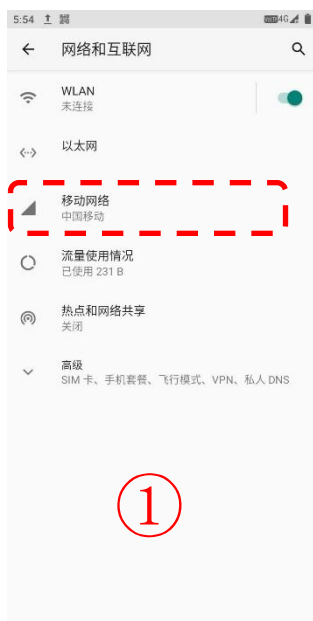 5:54
4G
网络和互联网
WLAN
未连接
以太网
移动网络
中国移动
流量使用情况
已使用 231 B
热点和网络共享
关闭
高级
SIM 卡、手机套餐、飞行模式、VPN、私人 DNS
①